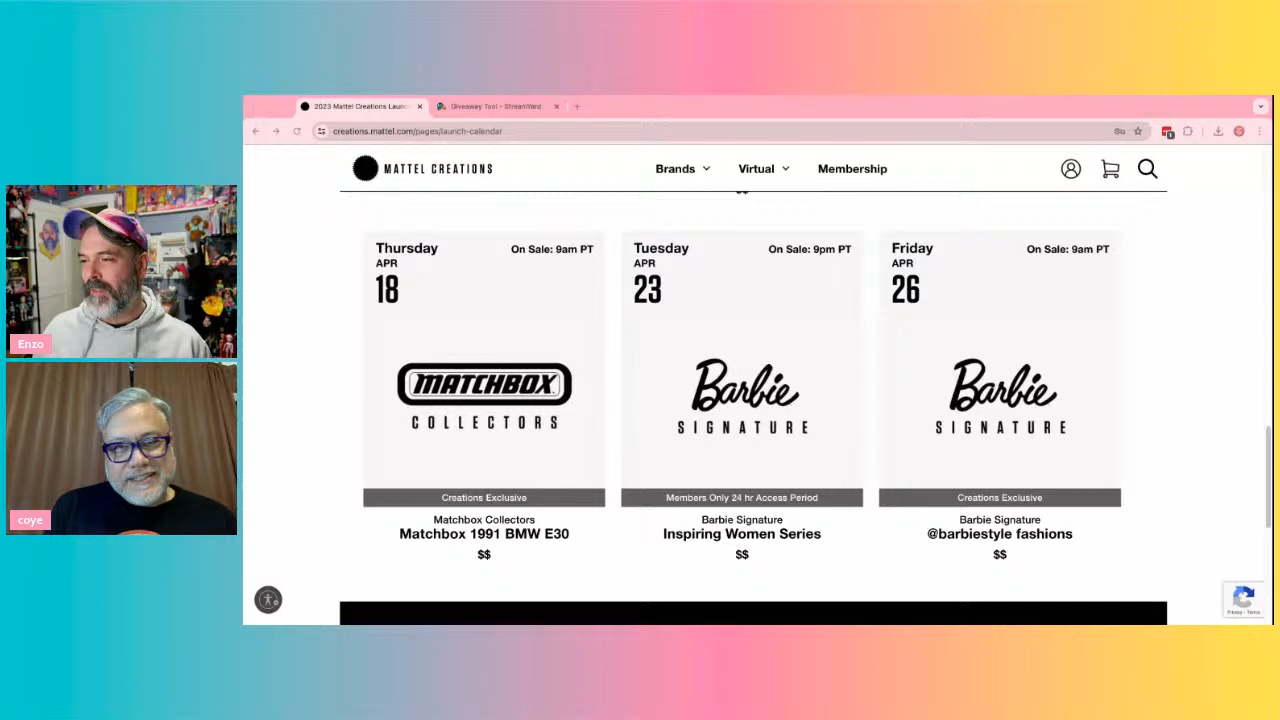 2023 Mattel Creations Launc
Giveaway Tool - StreamYard
creations.mattel.com/pages/launch-calendar
MATTEL CREATIONS
Brands
Virtual
Membership
Thursday
On Sale: 9am PT
APR
18
MATCHBOX
COLLECTORS
Creations Exclusive
Matchbox Collectors
Matchbox 1991 BMW E30
$$
Tuesday
On Sale: 9pm PT
APR
23
Barbie
SIGNATURE
Members Only 24 hr Access Period
Barbie Signature
Inspiring Women Series
$$
Friday
On Sale: 9am PT
APR
26
Barbie
SIGNATURE
Creations Exclusive
Barbie Signature
@barbiestyle fashions
$$
Enzo
coye
Privacy - Terms